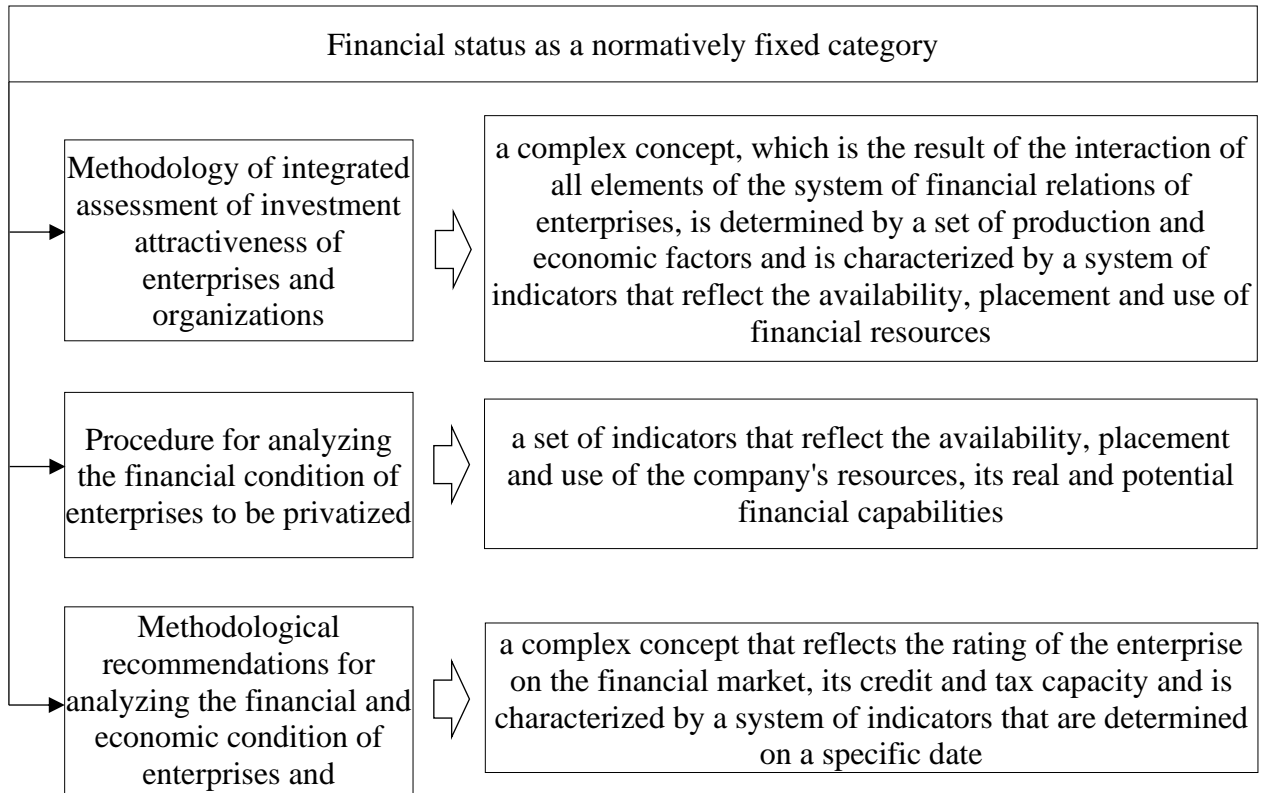 Financial status as a normatively fixed category
Methodology of integrated
assessment of investment
attractiveness of
enterprises and
organizations
a complex concept, which is the result of the interaction of
all elements of the system of financial relations of
enterprises, is determined by a set of production and
economic factors and is characterized by a system of
indicators that reflect the availability, placement and use of
financial resources
Procedure for analyzing
the financial condition of
enterprises to be privatized
a set of indicators that reflect the availability, placement
and use of the company's resources, its real and potential
financial capabilities
Methodological
recommendations for
analyzing the financial and
economic condition of
enterprises and
a complex concept that reflects the rating of the enterprise
on the financial market, its credit and tax capacity and is
characterized by a system of indicators that are determined
on a specific date